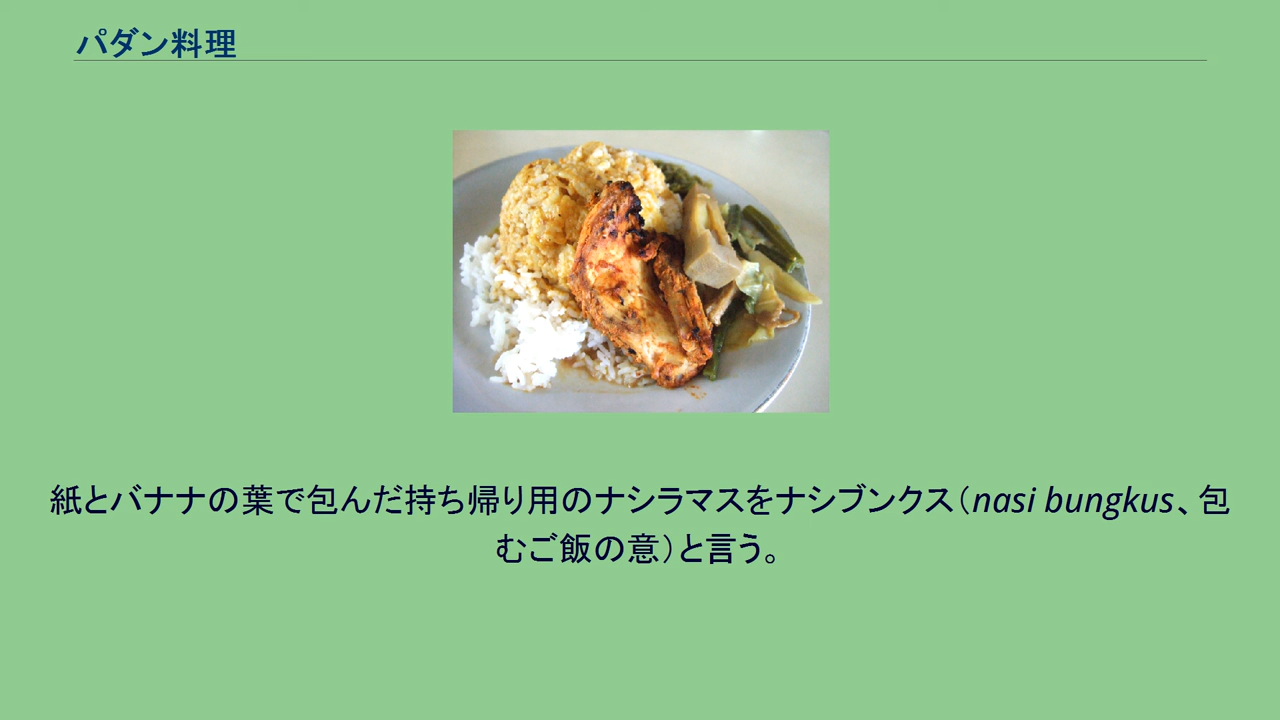 パダン料理
紙とバナナの葉で包んだ持ち帰り用のナシラマスをナシブンクス（nasi bungkus、包
むご飯の意）と言う。